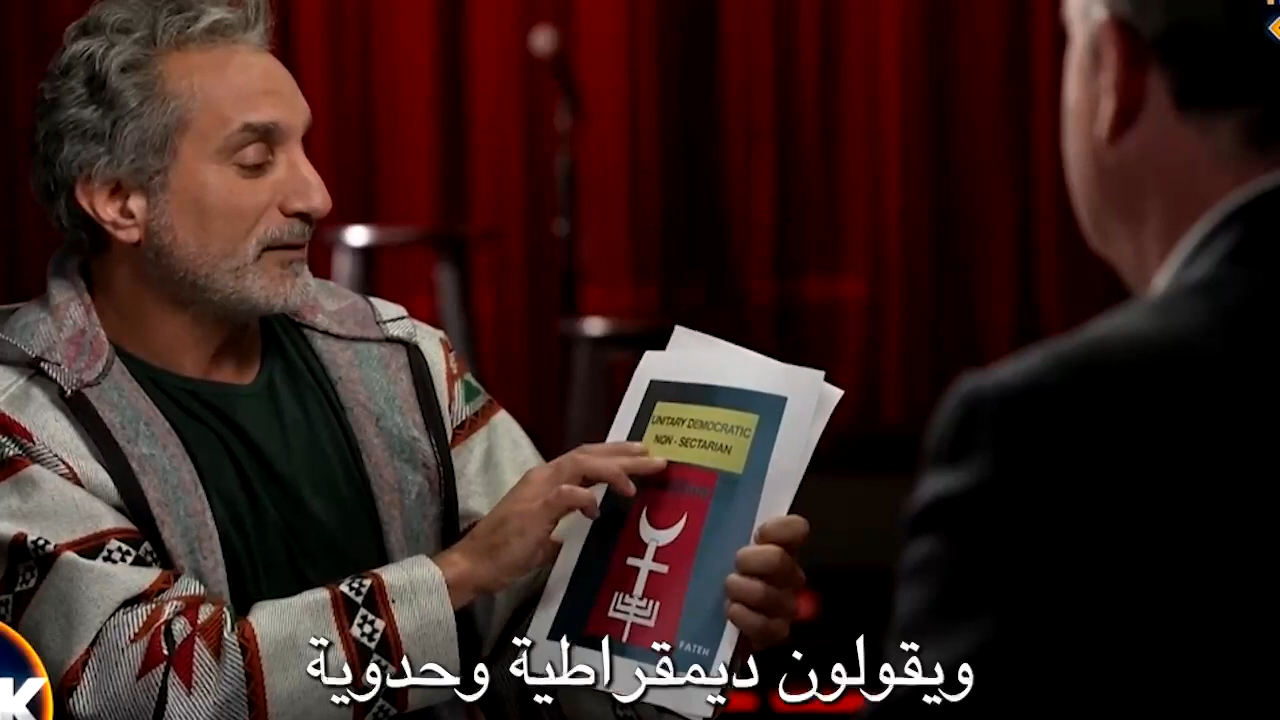 UNITARY DEMOCRATIC
NON - SECTARIAN
FATEH
ويقولون ديمقراطية وحدوية
K